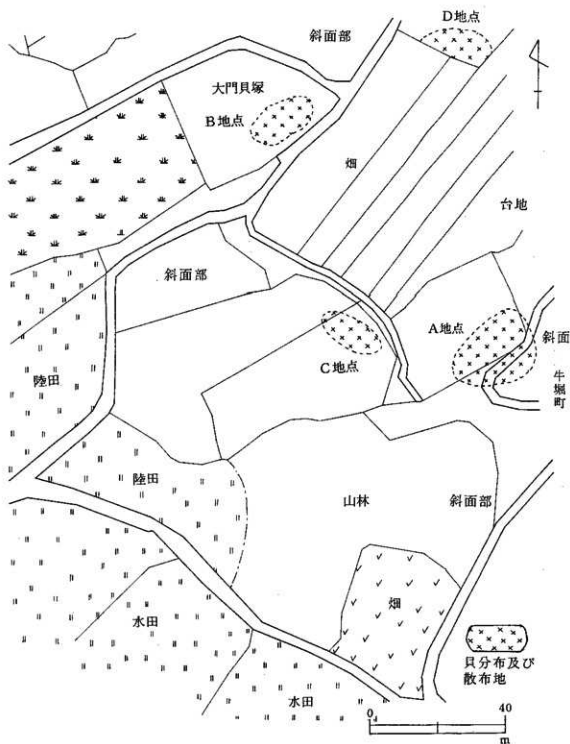 D地点
斜面部
大門貝塚
B地点
畑
台地
斜面部
A地点
斜面
牛堀町
C地点
陸田
陸田
山林
斜面部
畑
水田
水田
貝分布及び
散布地
0 40
m